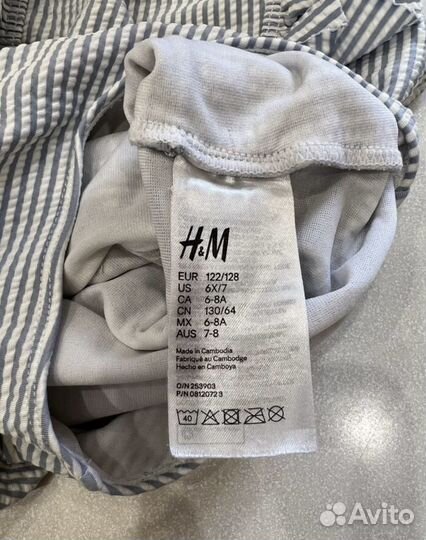 H&M
EUR 122/128
US 6X/7
CA 6-8A
CN 130/64
MX 6-8A
AUS 7-8
Made in Cambodia
Fabriqué au Cambodge
Hecho en Camboya
O/N 253903
P/N 0812072 3
40
Avito